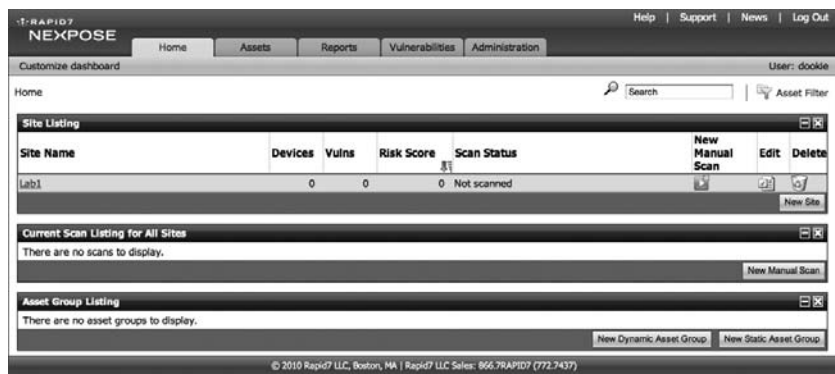 RAPID7
NEXPOSE
Help | Support | News | Log Out
Home Assets Reports Vulnerabilities Administration
Customize dashboard User: dookie
Home Search Asset Filter
Site Listing
Site Name Devices Vulns Risk Score Scan Status New Manual Scan Edit Delete
Lab1 0 0 0 Not scanned
New Site
Current Scan Listing for All Sites
There are no scans to display.
New Manual Scan
Asset Group Listing
There are no asset groups to display.
New Dynamic Asset Group New Static Asset Group
© 2010 Rapid7 LLC, Boston, MA | Rapid7 LLC Sales: 866.7RAPID7 (772.7437)